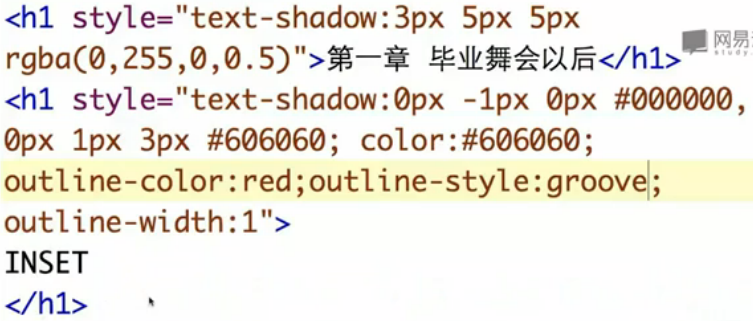 <h1 style="text-shadow:3px 5px 5px
rgba(0,255,0,0.5)">第一章 毕业舞会以后</h1>
网易
study.
<h1 style="text-shadow:0px -1px 0px #000000,
0px 1px 3px #606060; color:#606060;
outline-color:red;outline-style:groove;
outline-width:1">
INSET
</h1>